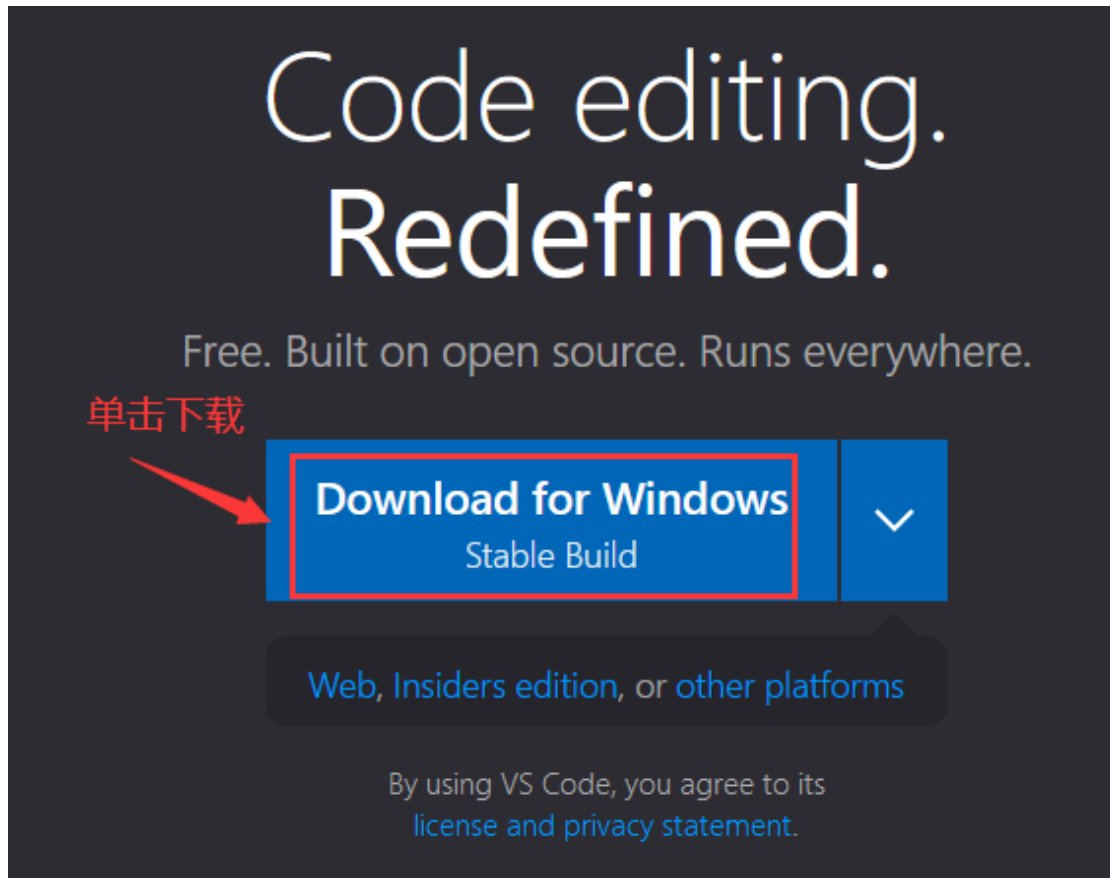 Code editing.
Redefined.
Free. Built on open source. Runs everywhere.
单击下载
Download for Windows
Stable Build
Web, Insiders edition, or other platforms
By using VS Code, you agree to its
license and privacy statement.